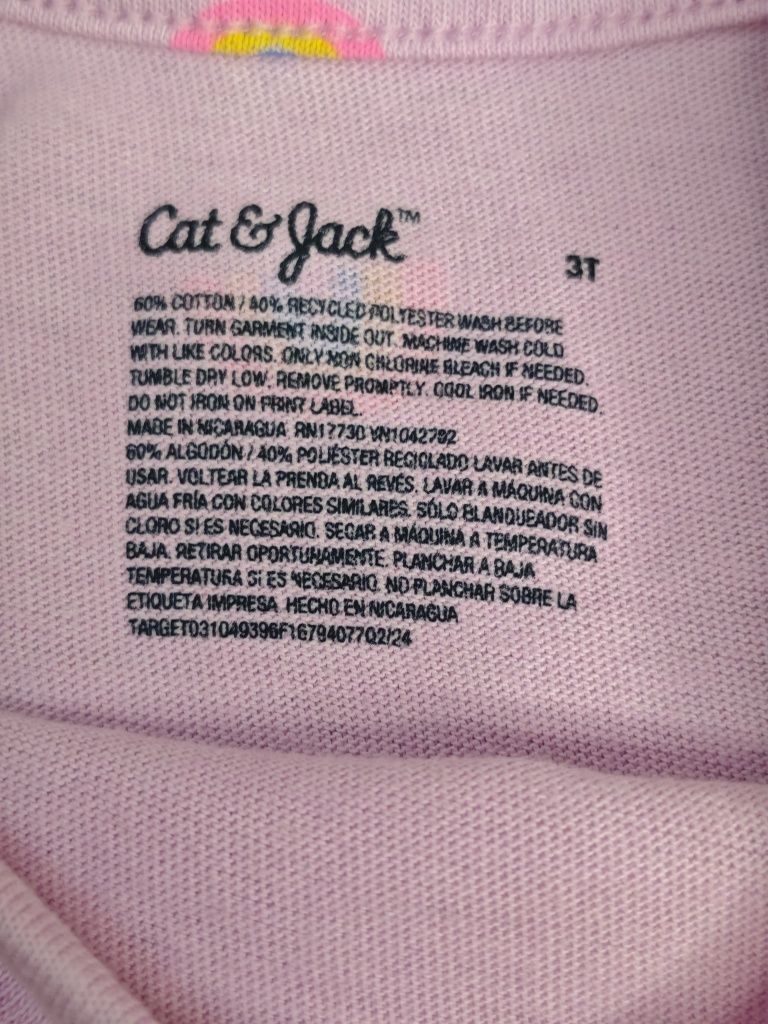 Cat & Jack™
3T
60% COTTON / 40% RECYCLED POLYESTER WASH BEFORE
WEAR. TURN GARMENT INSIDE OUT. MACHINE WASH COLD
WITH LIKE COLORS. ONLY NON CHLORINE BLEACH IF NEEDED.
TUMBLE DRY LOW. REMOVE PROMPTLY. COOL IRON IF NEEDED.
DO NOT IRON ON PRINT LABEL.
MADE IN NICARAGUA RN17730 VN1042792
60% ALGODÓN / 40% POLIÉSTER RECICLADO LAVAR ANTES DE
USAR. VOLTEAR LA PRENDA AL REVÉS. LAVAR A MÁQUINA CON
AGUA FRÍA CON COLORES SIMILARES. SÓLO BLANQUEADOR SIN
CLORO SI ES NECESARIO. SECAR A MÁQUINA A TEMPERATURA
BAJA. RETIRAR OPORTUNAMENTE. PLANCHAR A BAJA
TEMPERATURA SI ES NECESARIO. NO PLANCHAR SOBRE LA
ETIQUETA IMPRESA. HECHO EN NICARAGUA
TARGET031049396F16794077Q2/24